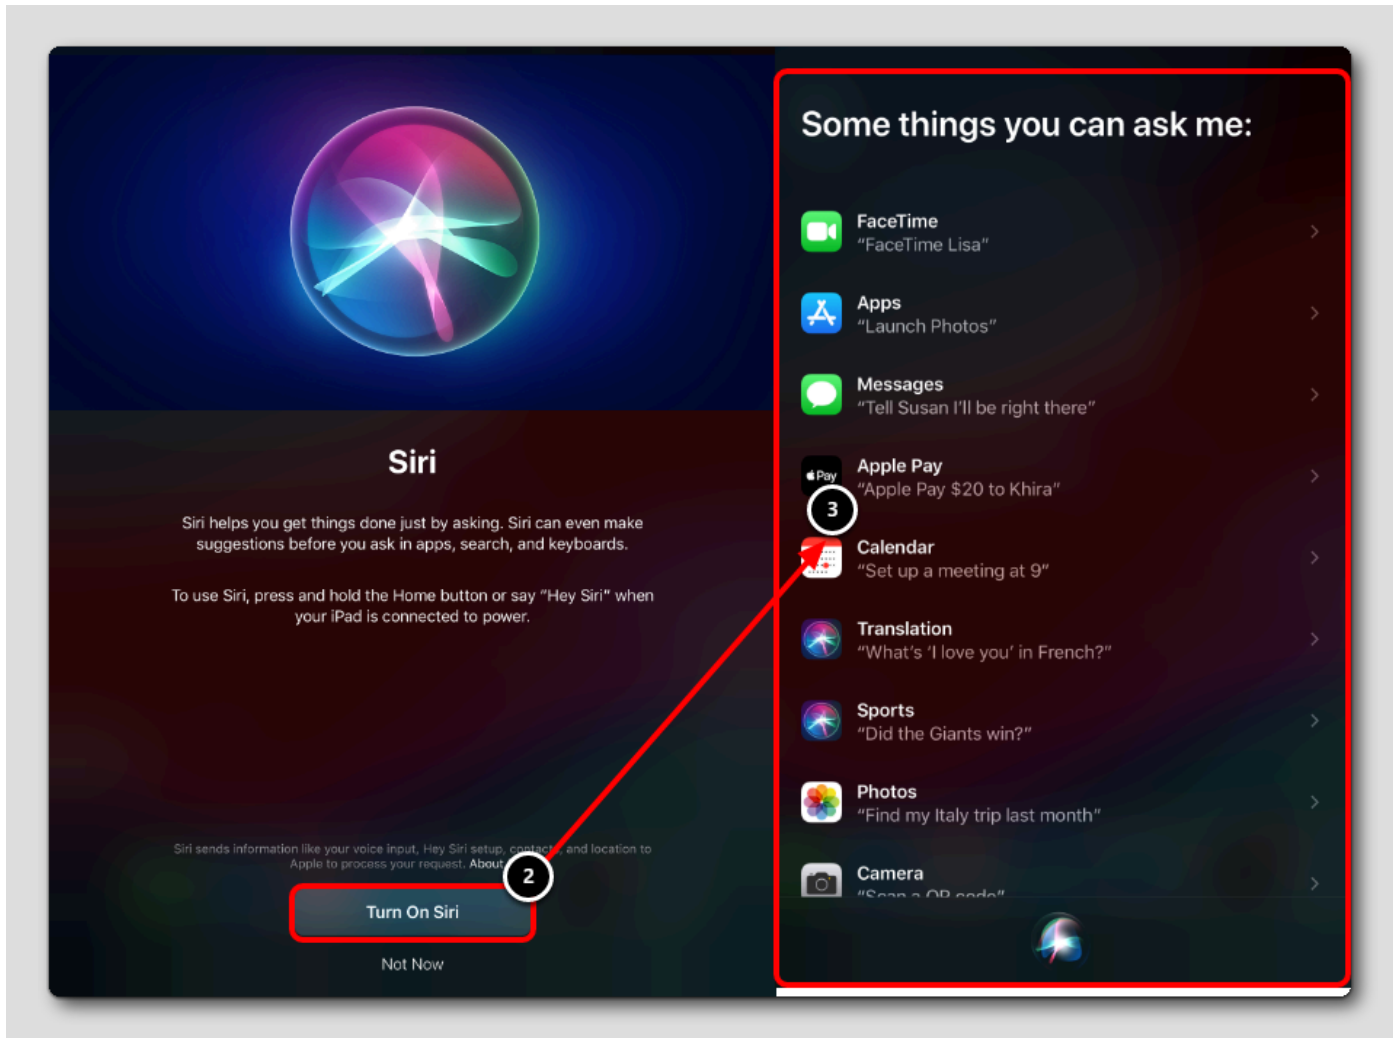 Siri
Siri helps you get things done just by asking. Siri can even make
suggestions before you ask in apps, search, and keyboards.
To use Siri, press and hold the Home button or say "Hey Siri" when
your iPad is connected to power.
Siri sends information like your voice input, Hey Siri setup, contacts, and location to
Apple to process your request. About
2
Turn On Siri
Not Now
Some things you can ask me:
FaceTime
“FaceTime Lisa”
Apps
“Launch Photos”
Messages
“Tell Susan I’ll be right there”
Pay
Apple Pay
“Apple Pay $20 to Khira”
3
Calendar
“Set up a meeting at 9”
Translation
“What’s ‘I love you’ in French?”
Sports
“Did the Giants win?”
Photos
“Find my Italy trip last month”
Camera
“Scan a QR code”